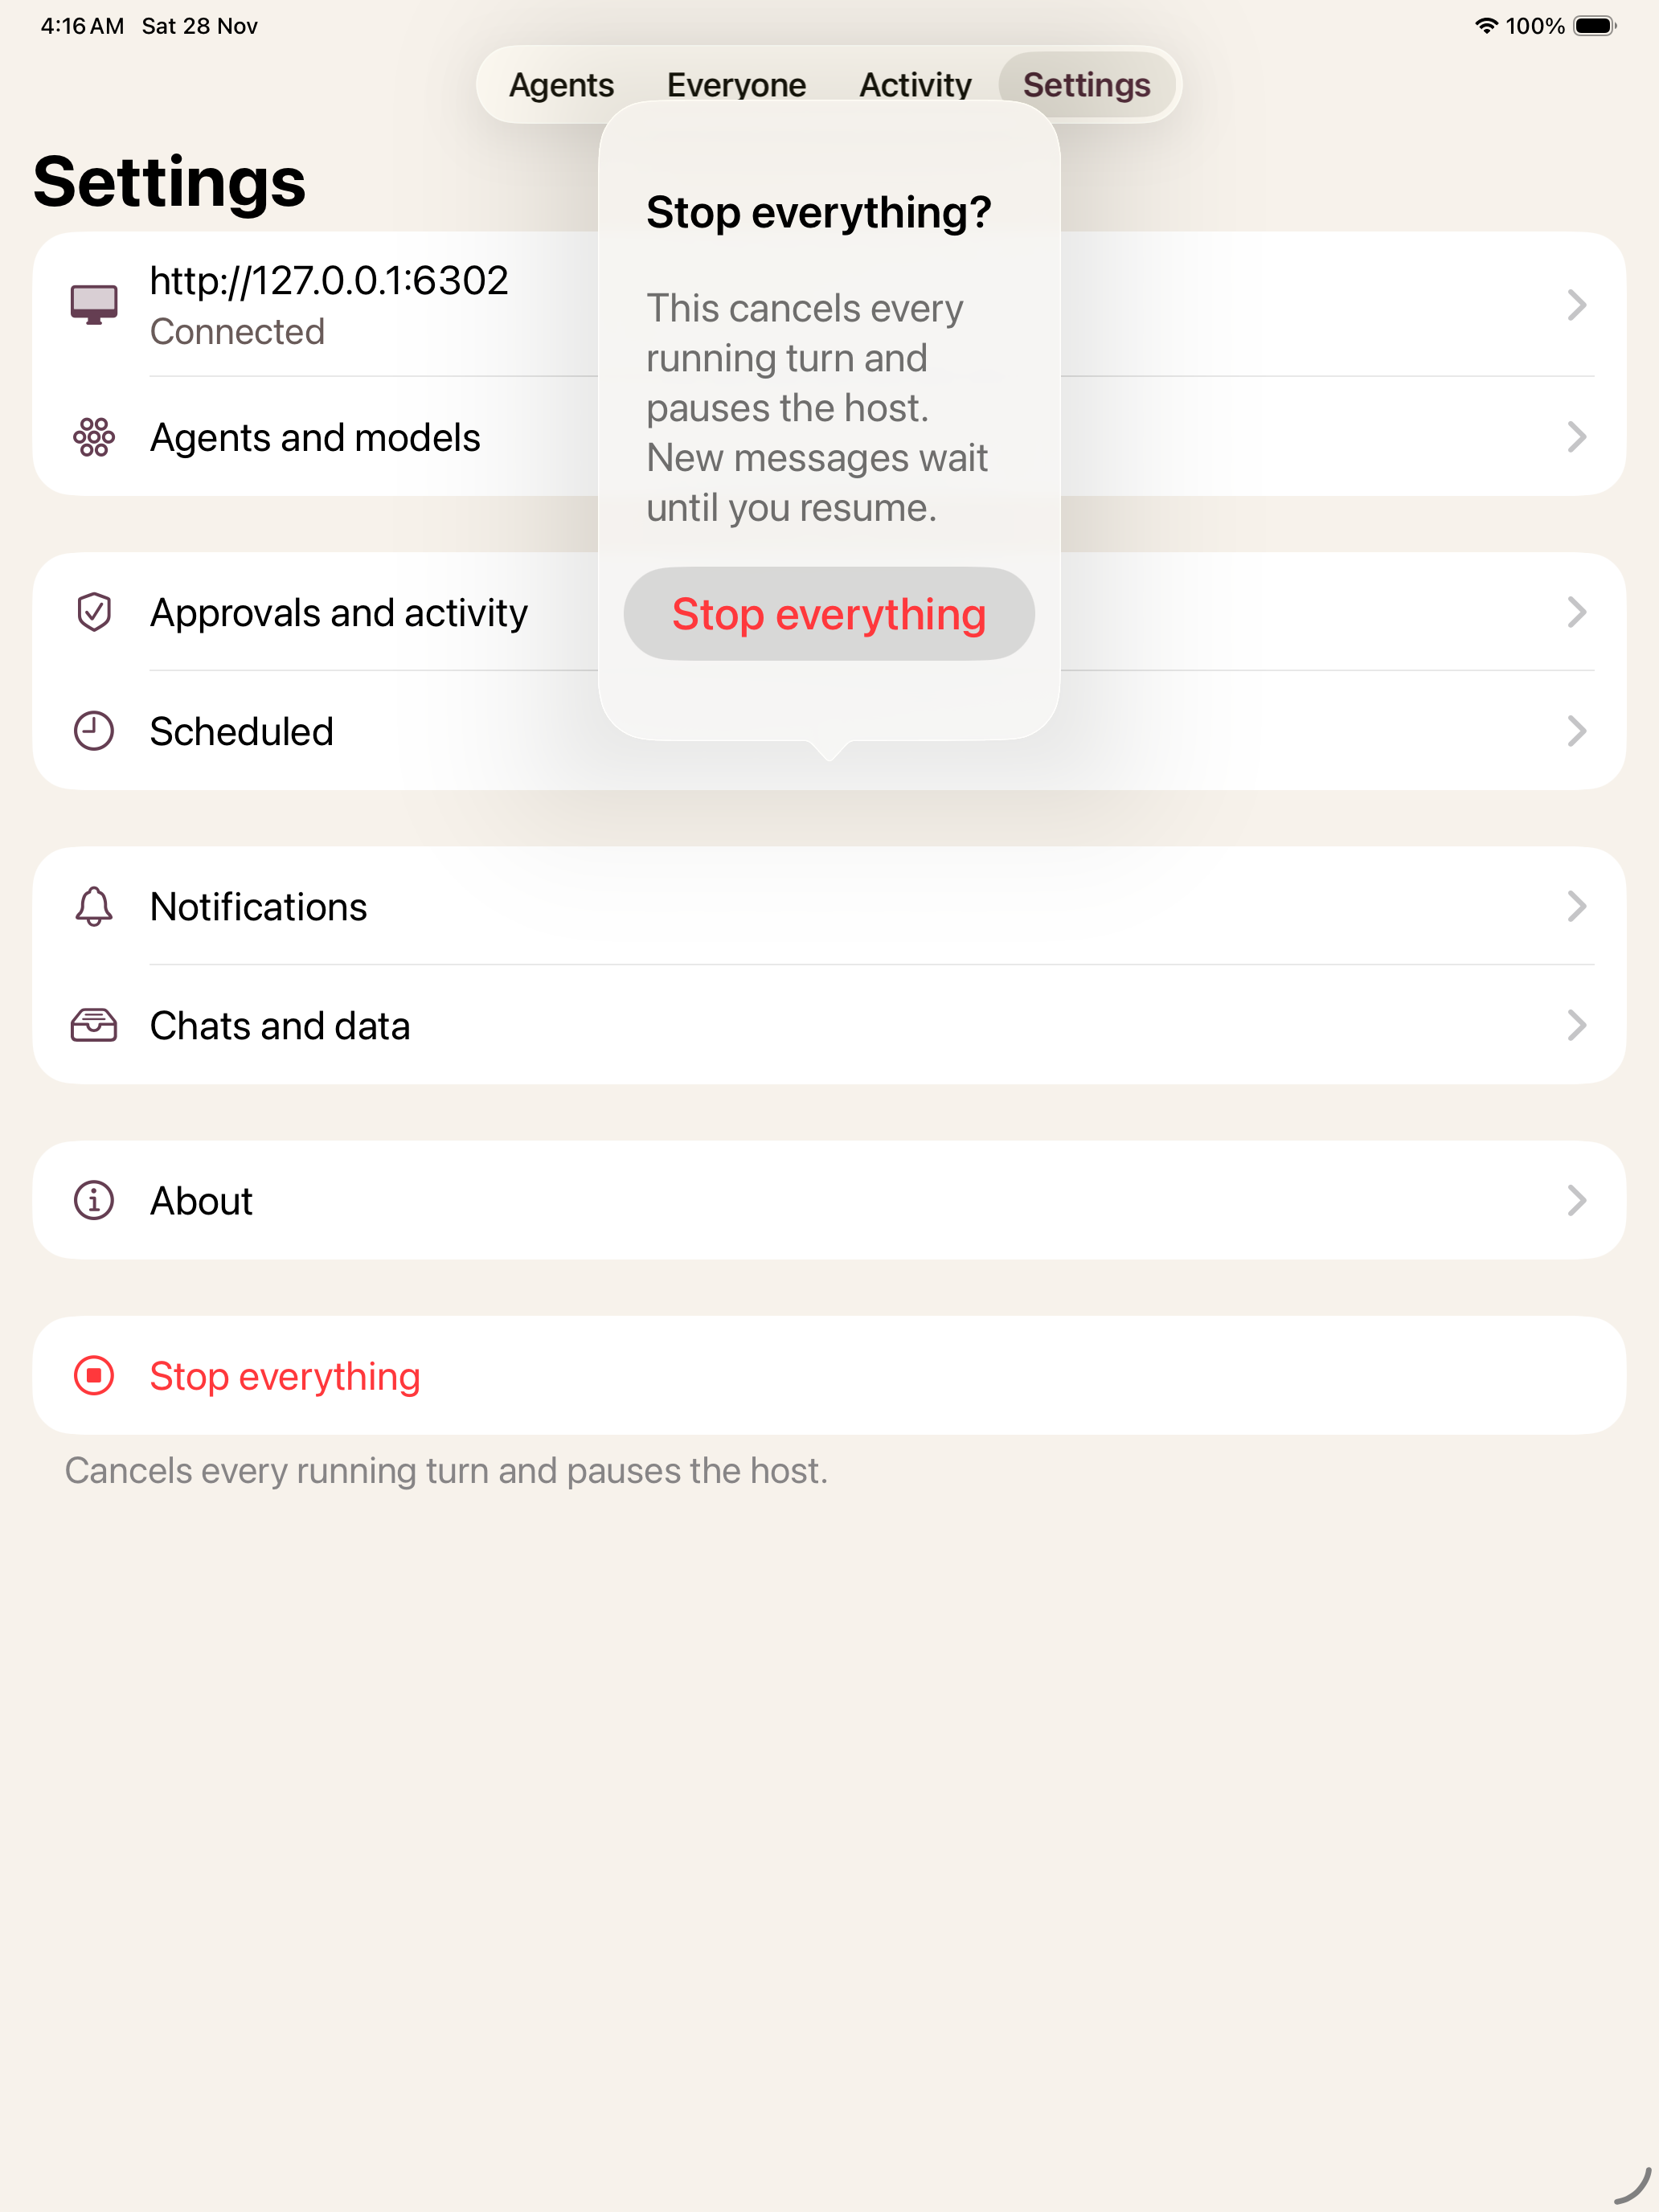 4:16 AM Sat 28 Nov
100%
Agents Everyone Activity Settings
Settings
http://127.0.0.1:6302
Connected
Agents and models
Approvals and activity
Scheduled
Stop everything?
This cancels every
running turn and
pauses the host.
New messages wait
until you resume.
Stop everything
Notifications
Chats and data
About
Stop everything
Cancels every running turn and pauses the host.